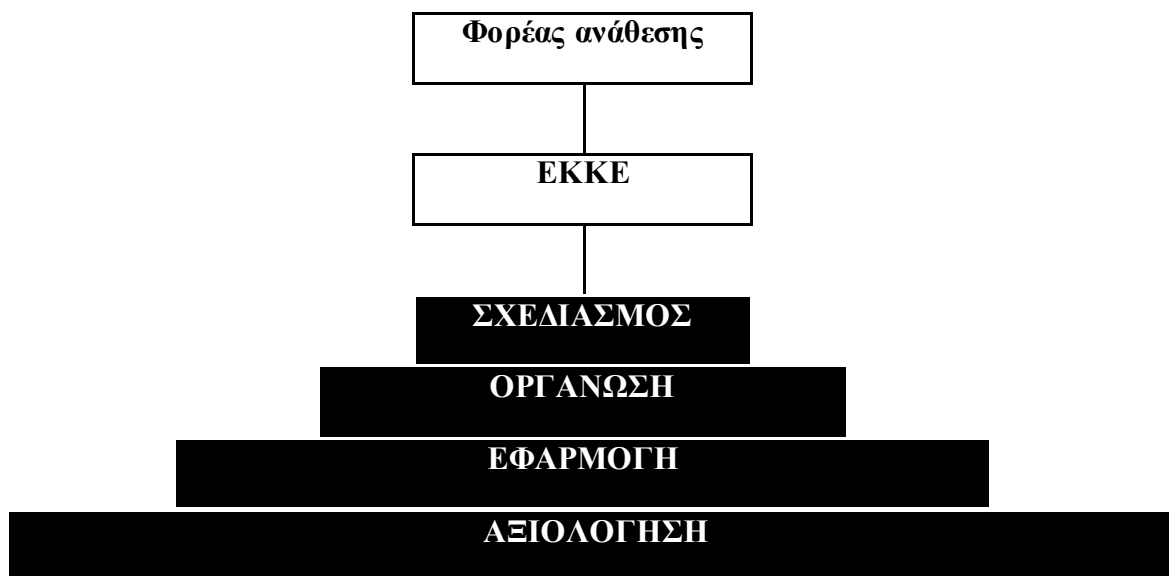 Φορέας ανάθεσης
ΕΚΚΕ
ΣΧΕΔΙΑΣΜΟΣ
ΟΡΓΑΝΩΣΗ
ΕΦΑΡΜΟΓΗ
ΑΞΙΟΛΟΓΗΣΗ